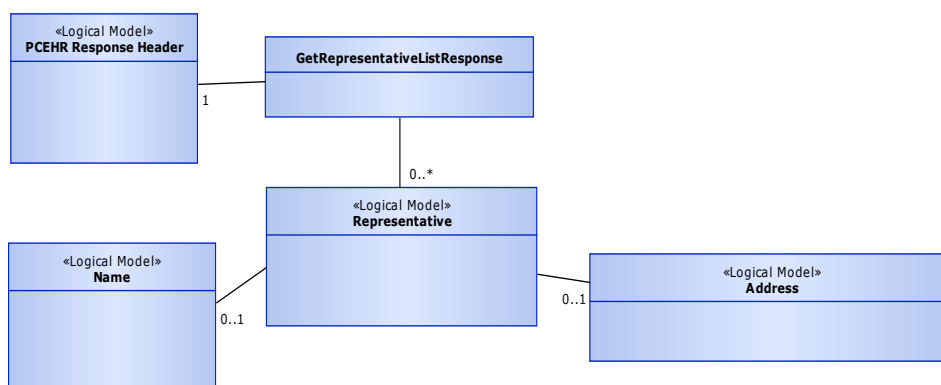 «Logical Model»
PCEHR Response Header
GetRepresentativeListResponse
1
0..*
«Logical Model»
Representative
«Logical Model»
Name
0..1
«Logical Model»
Address
0..1